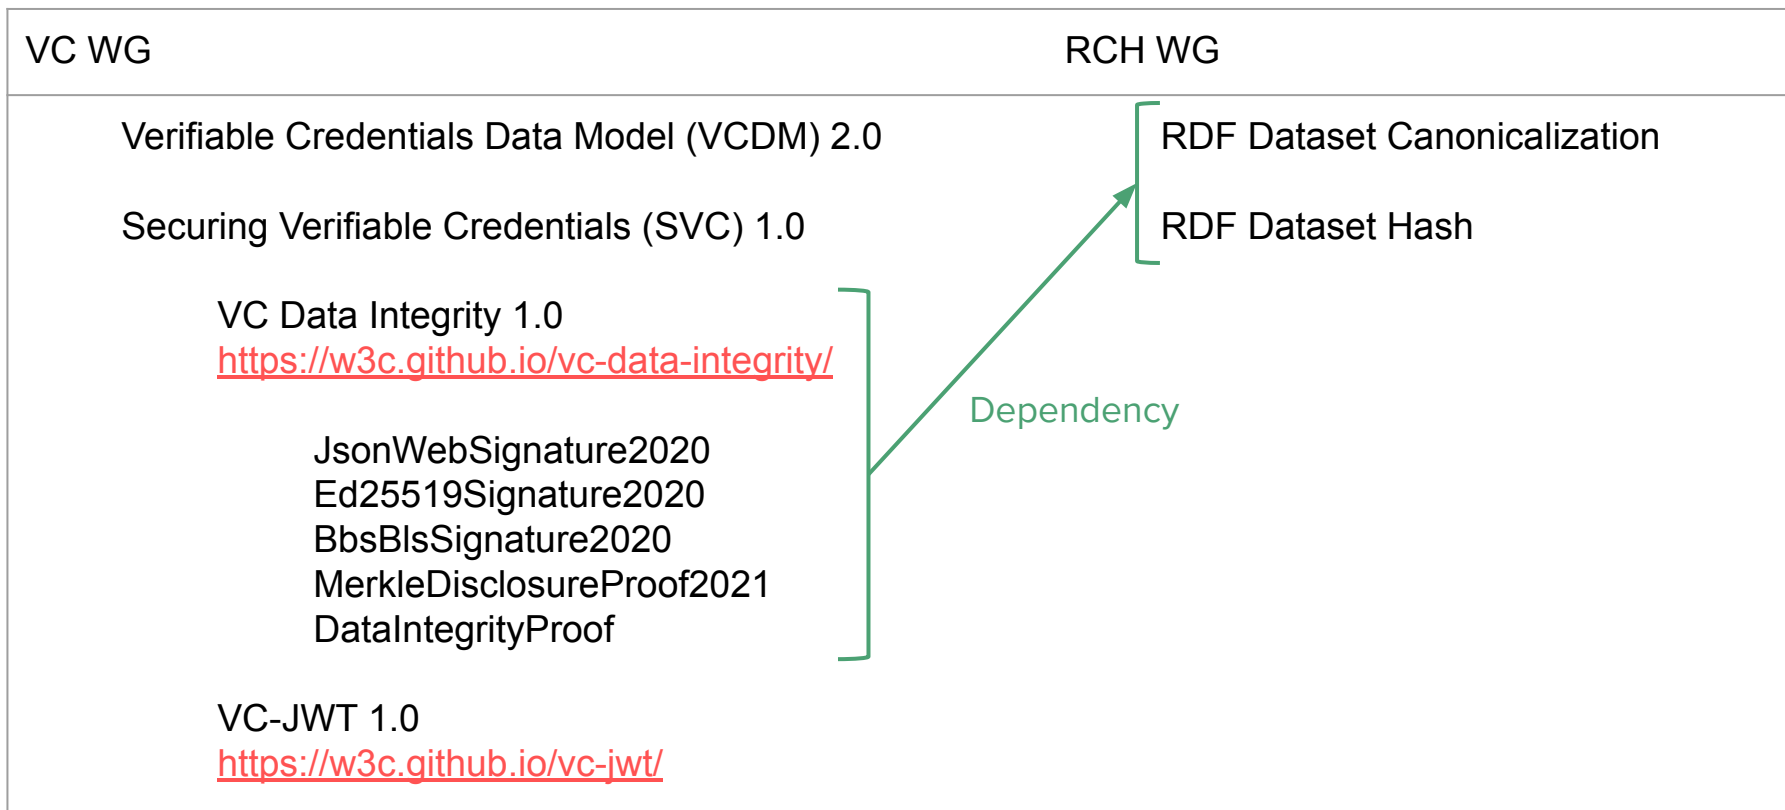 VC WG
RCH WG
Verifiable Credentials Data Model (VCDM) 2.0
RDF Dataset Canonicalization
Securing Verifiable Credentials (SVC) 1.0
RDF Dataset Hash
VC Data Integrity 1.0
https://w3c.github.io/vc-data-integrity/
Dependency
JsonWebSignature2020
Ed25519Signature2020
BbsBlsSignature2020
MerkleDisclosureProof2021
DataIntegrityProof
VC-JWT 1.0
https://w3c.github.io/vc-jwt/